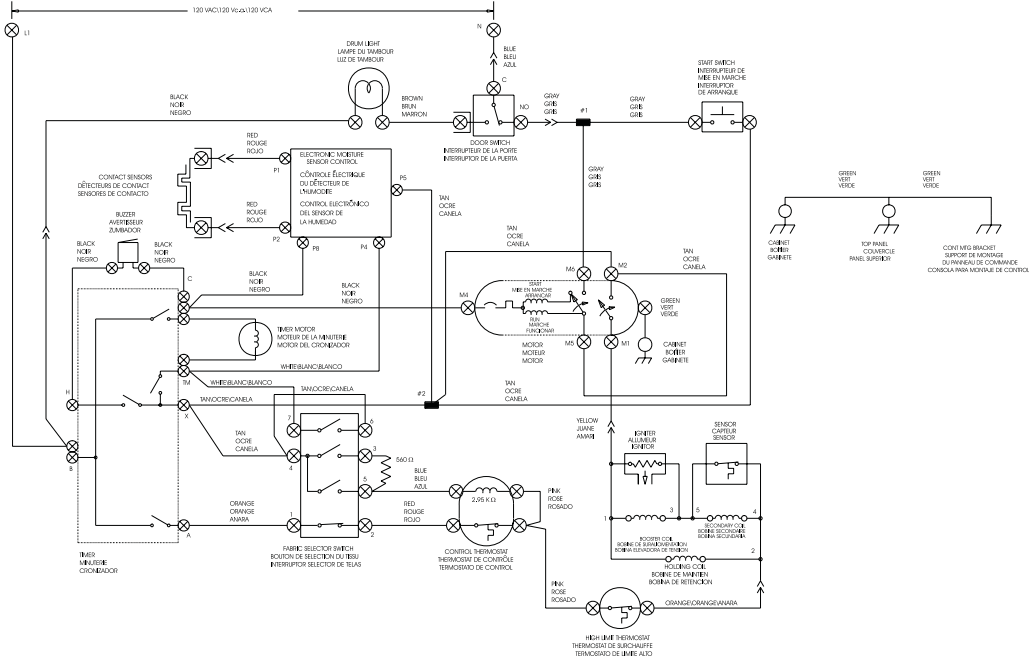 120 VAC\120 Vc.a.\120 VCA
L1
N
DRUM LIGHT
LAMPE DU TAMBOUR
LUZ DE TAMBOUR
BLUE
BLEU
AZUL
C
START SWITCH
INTERRUPTEUR DE
MISE EN MARCHE
INTERRUPTOR
DE ARRANQUE
BLACK
NOIR
NEGRO
BROWN
BRUN
MARRON
NO
GRAY
GRIS
GRIS
#1
GRAY
GRIS
GRIS
DOOR SWITCH
INTERRUPTEUR DE LA PORTE
INTERRIPTOR DE LA PUERTA
RED
ROUGE
ROJO
P1
ELECTRONIC MOISTURE
SENSOR CONTROL
CÔNTROLE ÉLECTRIQUE
DU DÉTECTEUR DE
L'HUMODITE
CONTROL ELECTRÓNICO
DEL SENSOR DE
LA HUMEDAD
P5
CONTACT SENSORS
DÉTECTEURS DE CONTACT
SENSORES DE CONTACTO
RED
ROUGE
ROJO
P2
P8
P4
GRAY
GRIS
GRIS
TAN
OCRE
CANELA
GREEN
VERT
VERDE
GREEN
VERT
VERDE
CABINET
BOÎTIER
GABINETE
TOP PANEL
COUVERCLE
PANEL SUPERIOR
CONT MTG BRACKET
SUPPORT DE MONTAGE
DU PANNEAU DE COMMANDE
CONSOLA PARA MONTAJE DE CONTROL
BUZZER
AVERTISSEUR
ZUMBADOR
BLACK
NOIR
NEGRO
BLACK
NOIR
NEGRO
C
BLACK
NOIR
NEGRO
BLACK
NOIR
NEGRO
TAN
OCRE
CANELA
TAN
OCRE
CANELA
M6
M2
START
MISE EN MARCHE
ARRANCAR
M4
RUN
MARCHE
FUNCIONAR
GREEN
VERT
VERDE
MOTOR
MOTEUR
MOTOR
M5
M1
CABINET
BOÎTIER
GABINETE
TIMER MOTOR
MOTEUR DE LA MINUTERIE
MOTOR DEL CRONIZADOR
WHITE\BLANC\BLANCO
TM
WHITE\BLANC\BLANCO
H
TAN\OCRE\CANELA
X
#2
TAN
OCRE
CANELA
TAN
OCRE
CANELA
7
6
4
3
5
1
2
560 Ω
BLUE
BLEU
AZUL
YELLOW
JUANE
AMARI
IGNITER
ALLUMEUR
IGNITOR
SENSOR
CAPTEUR
SENSOR
B
ORANGE
ORANGE
ANARA
A
RED
ROUGE
ROJO
2,95 K Ω
PINK
ROSE
ROSADO
1
3
5
4
BOOSTER COIL
BOBINE DE SURAUMENTATION
BOBINA ELEVADORA DE TENSION
SECONDARY COIL
BOBINE SECONDAIRE
BOBINA SECUNDARIA
2
HOLDING COIL
BOBINE DE MAINTIEN
BOBINA DE RETENCION
TIMER
MINUTERIE
CRONIZADOR
FABRIC SELECTOR SWITCH
BOUTON DE SELECTION DU TISSU
INTERRIPTOR SELECTOR DE TELAS
CONTROL THERMOSTAT
THERMOSTAT DE CONTRÔLE
TERMOSTATO DE CONTROL
PINK
ROSE
ROSADO
ORANGE\ORANGE\ANARA
HIGH LIMIT THERMOSTAT
THERMOSTAT DE SURCHAUFFE
TERMOSTATO DE LIMITE ALTO